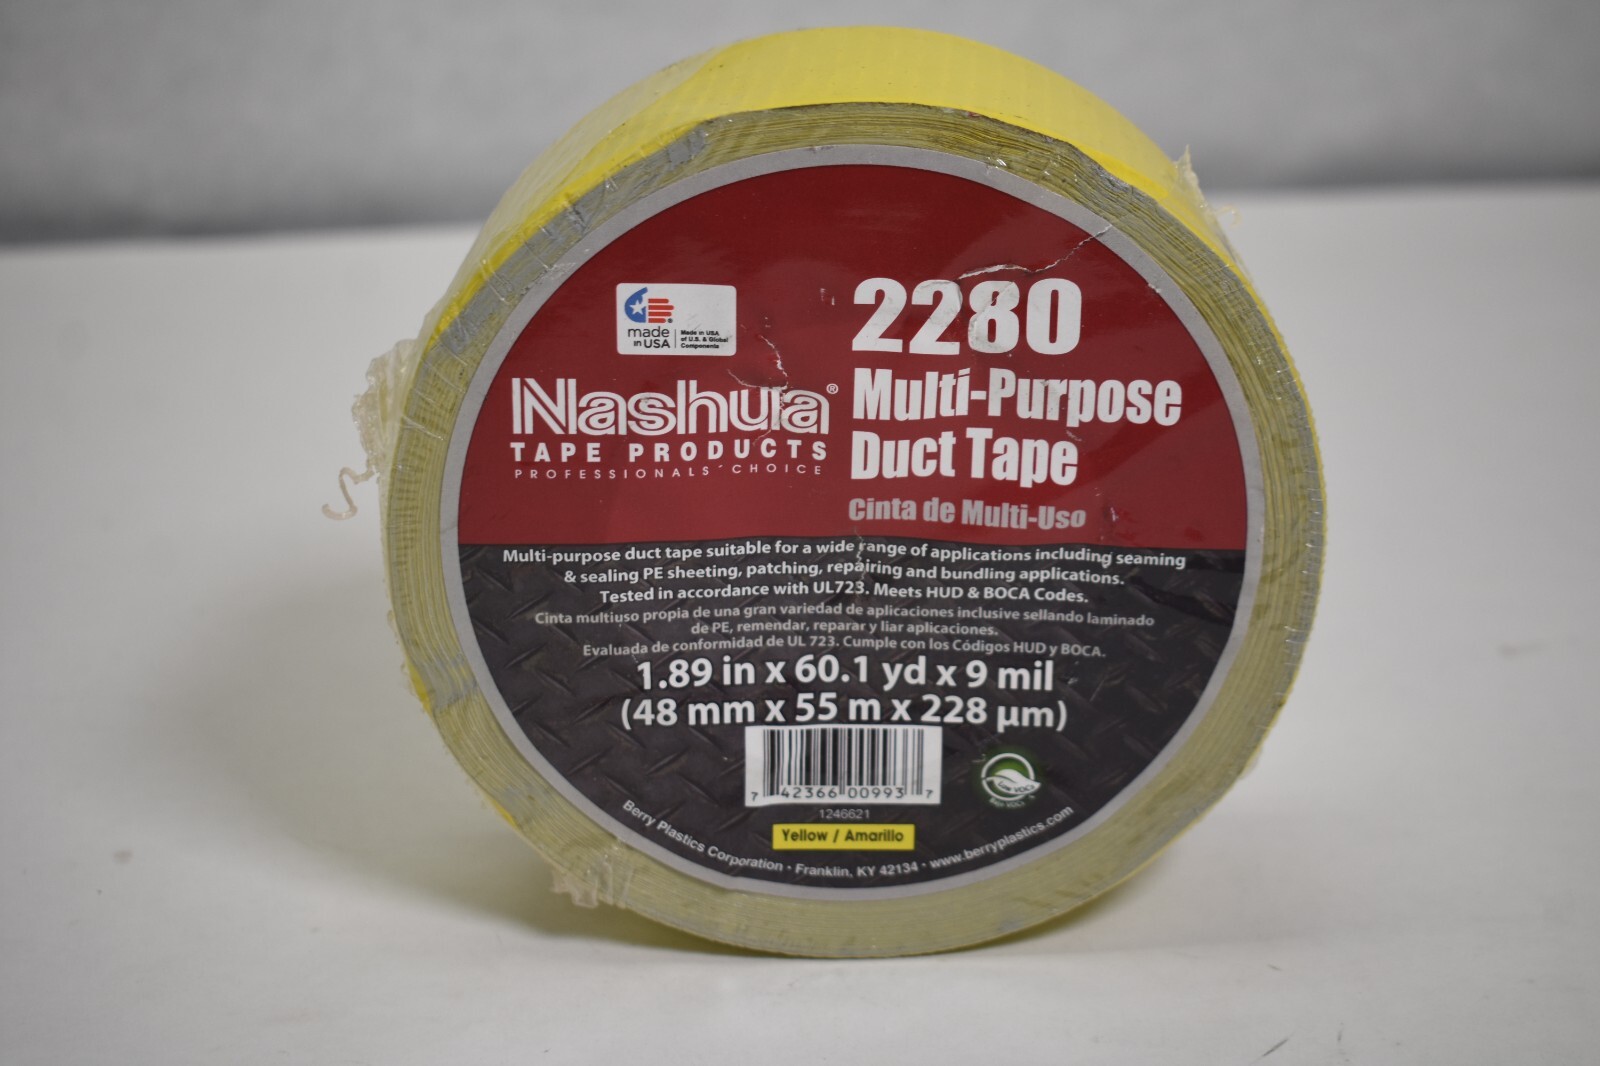 2280
Multi-Purpose
Duct Tape
Cinta de Multi-Uso
made
in USA
Made in USA
of U.S. & Global
Components
Nashua®
TAPE PRODUCTS
PROFESSIONALS' CHOICE
Multi-purpose duct tape suitable for a wide range of applications including seaming
& sealing PE sheeting, patching, repairing and bundling applications.
Tested in accordance with UL723. Meets HUD & BOCA Codes.
Cinta multiuso propia de una gran variedad de aplicaciones inclusive sellando laminado
de PE, remendar, reparar y liar aplicaciones.
Evaluada de conformidad de UL 723. Cumple con los Códigos HUD y BOCA.
1.89 in x 60.1 yd x 9 mil
(48 mm x 55 m x 228 µm)
7 42366 00993 7
LOW VOCs
1246621
Yellow / Amarillo
Berry Plastics Corporation • Franklin, KY 42134 • www.berryplastics.com